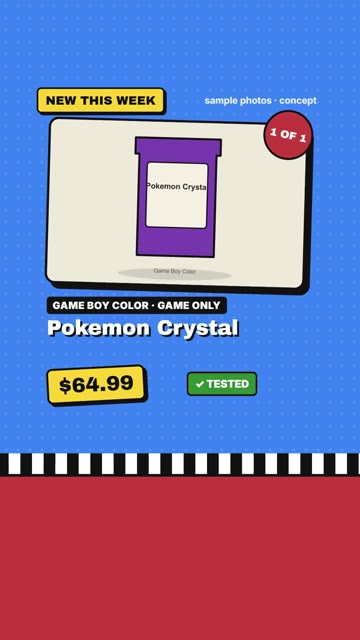 NEW THIS WEEK
sample photos · concept
1 OF 1
Pokemon Crysta
Game Boy Color
GAME BOY COLOR · GAME ONLY
Pokemon Crystal
$64.99
✓ TESTED